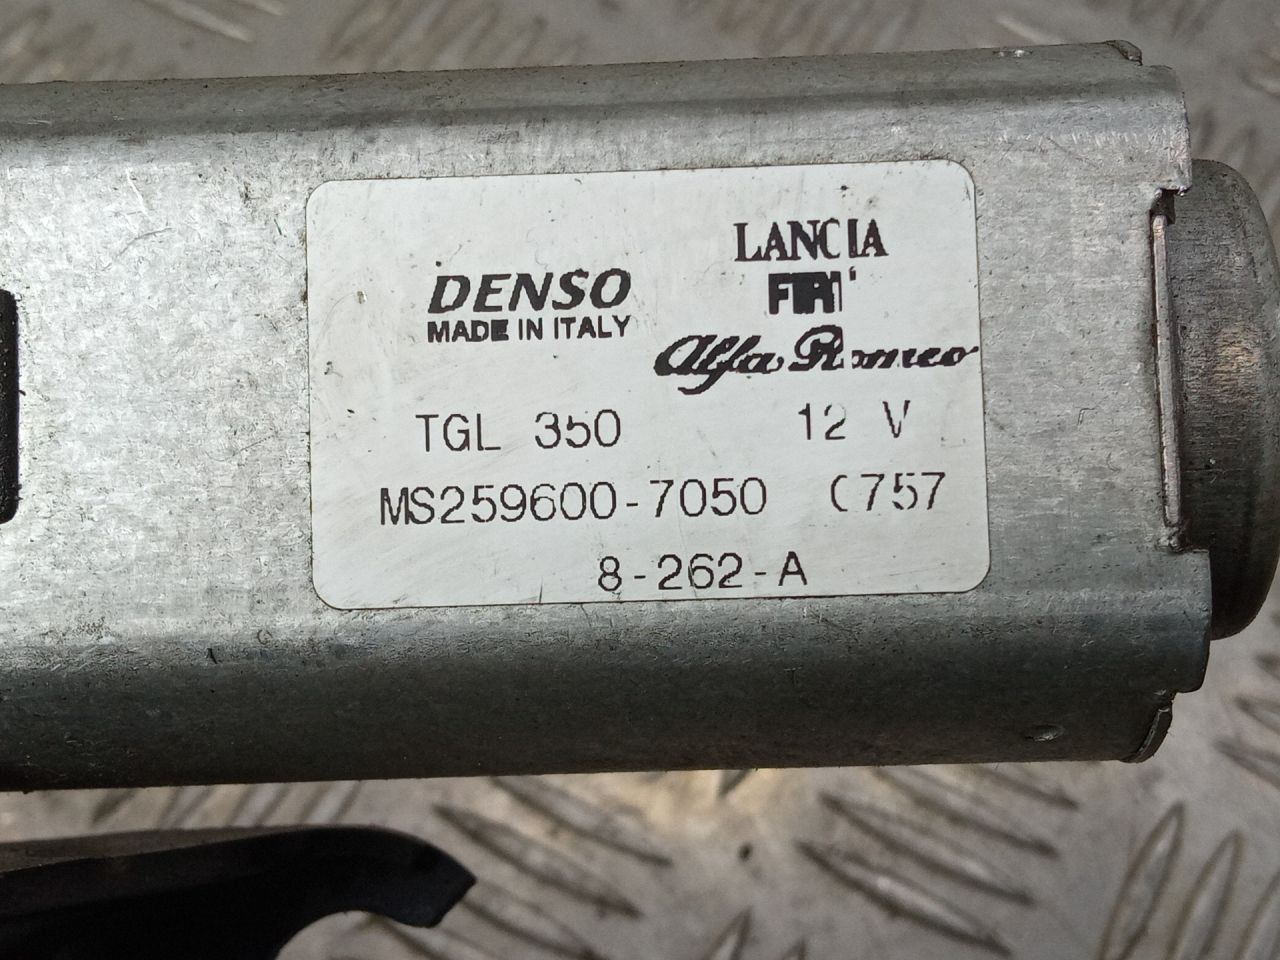 LANCIA
DENSO
FIAT
MADE IN ITALY
Alfa Romeo
TGL 350 12 V
MS259600-7050 C757
8-262-A